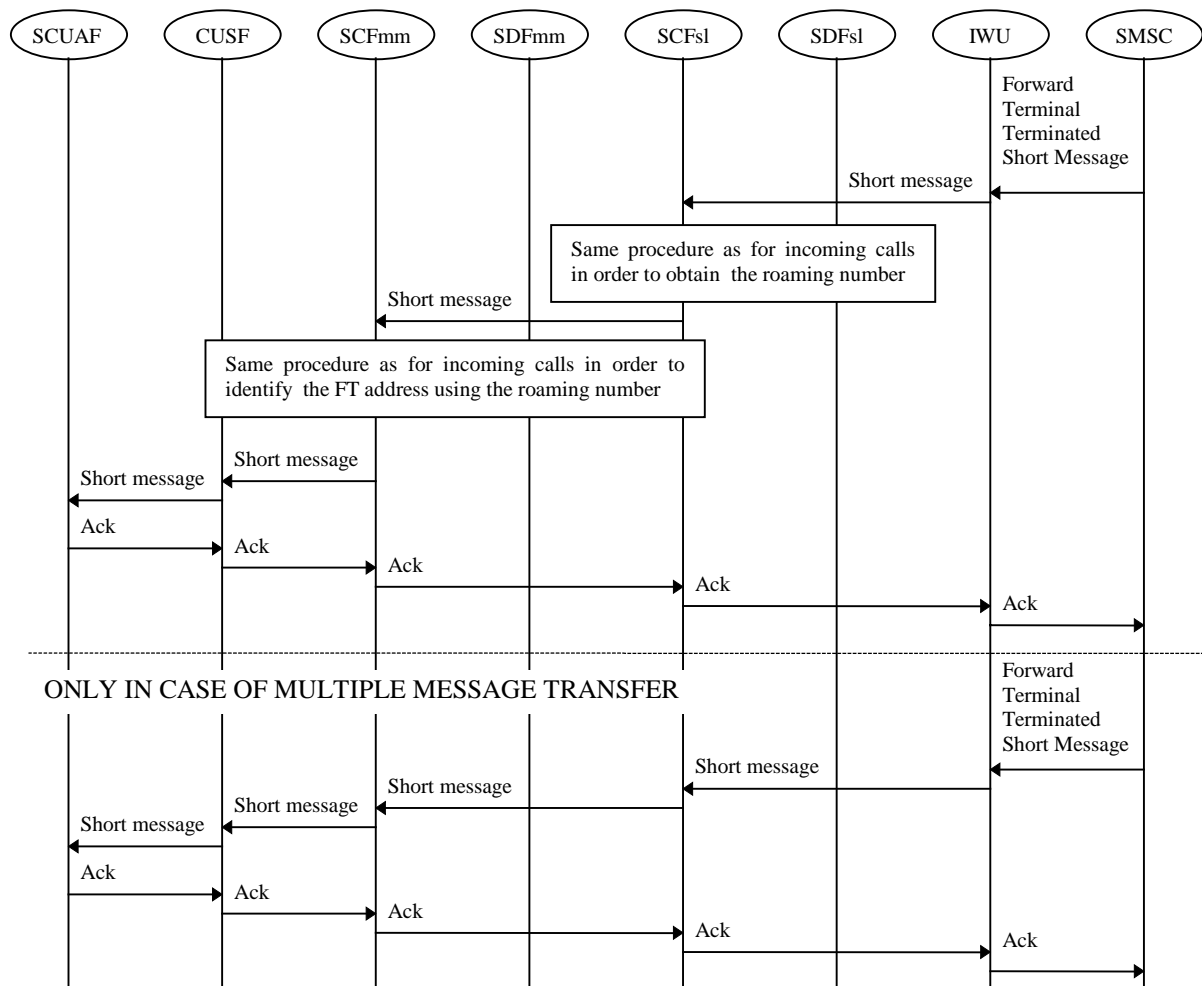 SCUAF CUSF SCFmm SDFmm SCFsl SDFsl IWU SMSC
Forward
Terminal
Terminated
Short Message
Short message
Same procedure as for incoming calls
in order to obtain the roaming number
Short message
Same procedure as for incoming calls in order to
identify the FT address using the roaming number
Short message
Short message
Ack
Ack
Ack
Ack
Ack
ONLY IN CASE OF MULTIPLE MESSAGE TRANSFER
Forward
Terminal
Terminated
Short Message
Short message
Short message
Short message
Short message
Ack
Ack
Ack
Ack
Ack